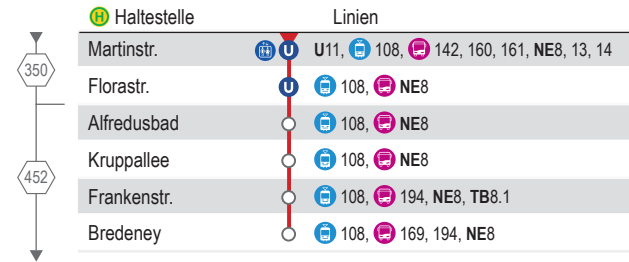 H Haltestelle Linien
Martinstr. U U11, 108, 142, 160, 161, NE8, 13, 14
350
Florastr. U 108, NE8
Alfredusbad 108, NE8
Kruppallee 108, NE8
452
Frankenstr. 108, 194, NE8, TB8.1
Bredeney 108, 169, 194, NE8